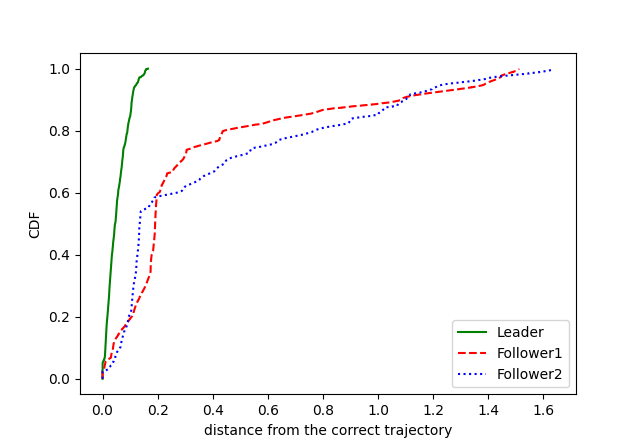 1.0
0.8
0.6
0.4
0.2
0.0
CDF
0.0 0.2 0.4 0.6 0.8 1.0 1.2 1.4 1.6
distance from the correct trajectory
Leader
Follower1
Follower2